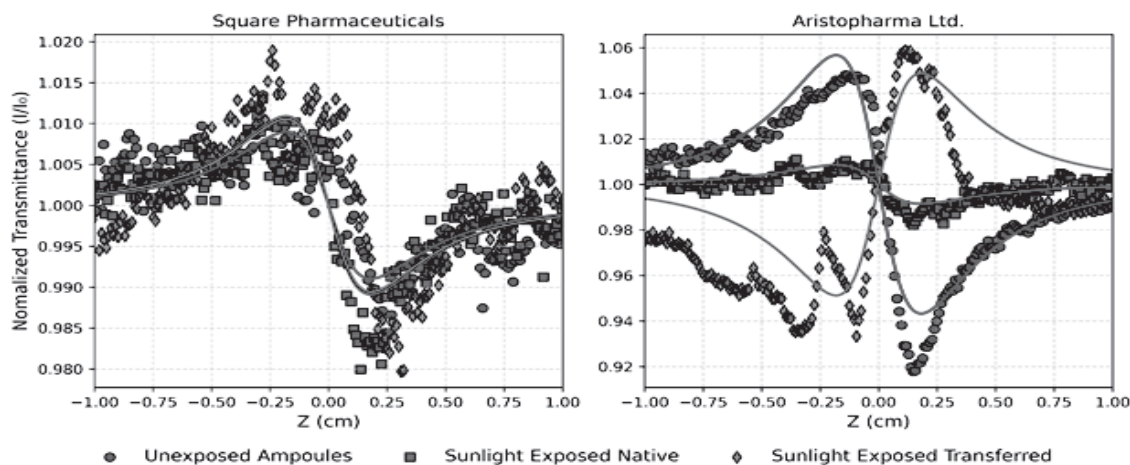 Square Pharmaceuticals
Aristopharma Ltd.
Nomalized Transmittance (I/I₀)
1.020
1.015
1.010
1.005
1.000
0.995
0.990
0.985
0.980
−1.00 −0.75 −0.50 −0.25 0.00 0.25 0.50 0.75 1.00
Z (cm)
1.06
1.04
1.02
1.00
0.98
0.96
0.94
0.92
−1.00 −0.75 −0.50 −0.25 0.00 0.25 0.50 0.75 1.00
Z (cm)
Unexposed Ampoules Sunlight Exposed Native Sunlight Exposed Transferred